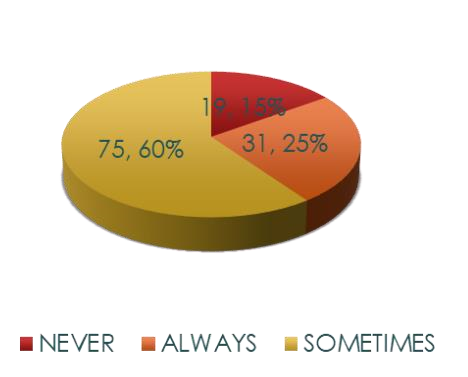 19, 15%
31, 25%
75, 60%
NEVER
ALWAYS
SOMETIMES